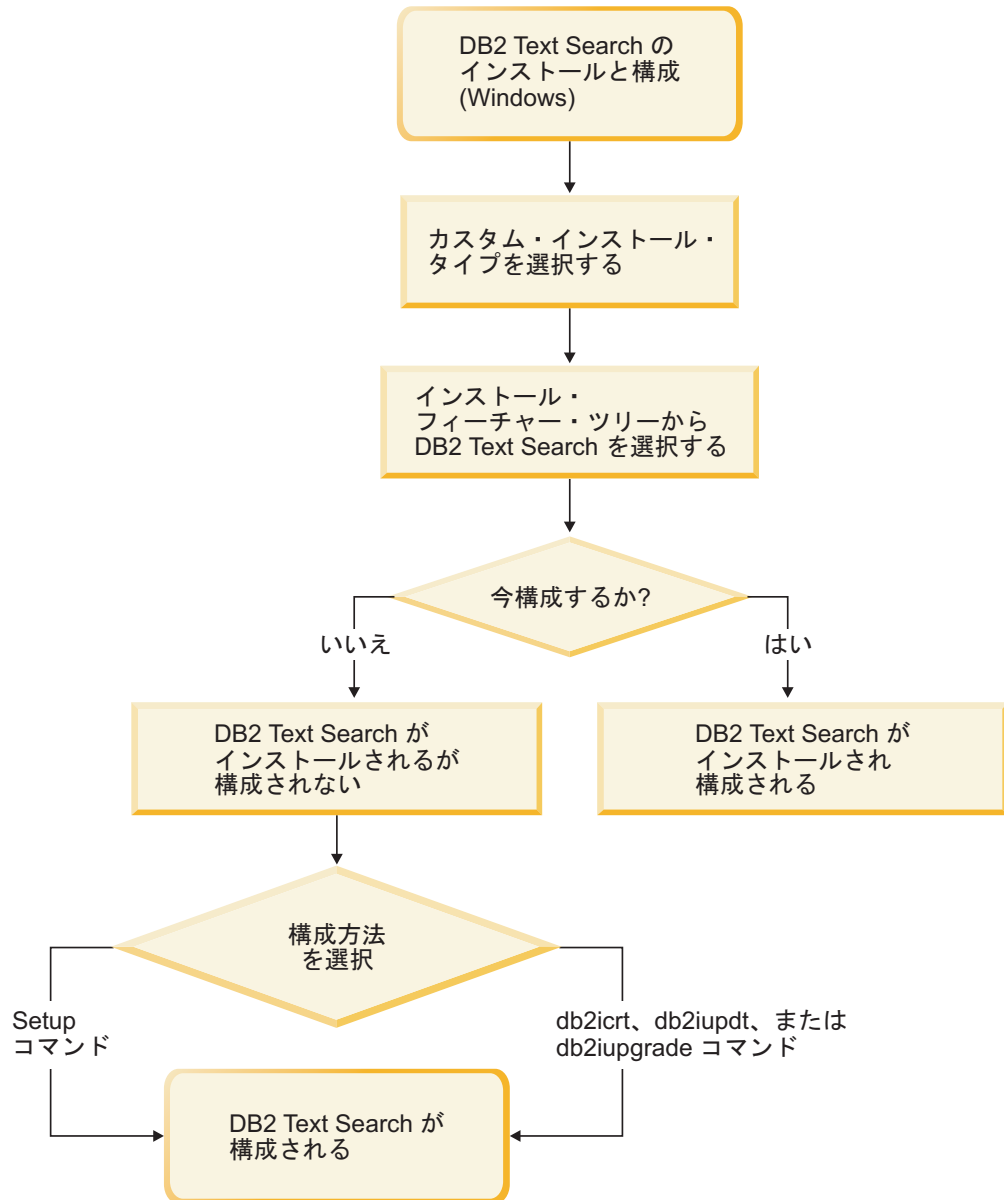 DB2 Text Search の
インストールと構成
(Windows)
カスタム・インストール・
タイプを選択する
インストール・
フィーチャー・ツリーから
DB2 Text Search を選択する
今構成するか?
いいえ
はい
DB2 Text Search が
インストールされるが
構成されない
DB2 Text Search が
インストールされ
構成される
構成方法
を選択
Setup
コマンド
db2icrt、db2iupdt、または
db2iupgrade コマンド
DB2 Text Search が
構成される